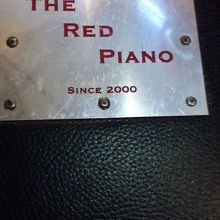 THE
RED
PIANO
SINCE 2000